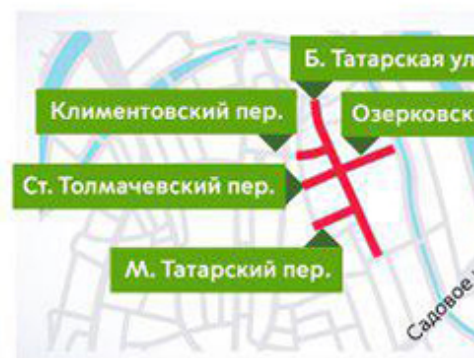 Б. Татарская ул
Климентовский пер.
Озерковск
Ст. Толмачевский пер.
М. Татарский пер.
Садовое